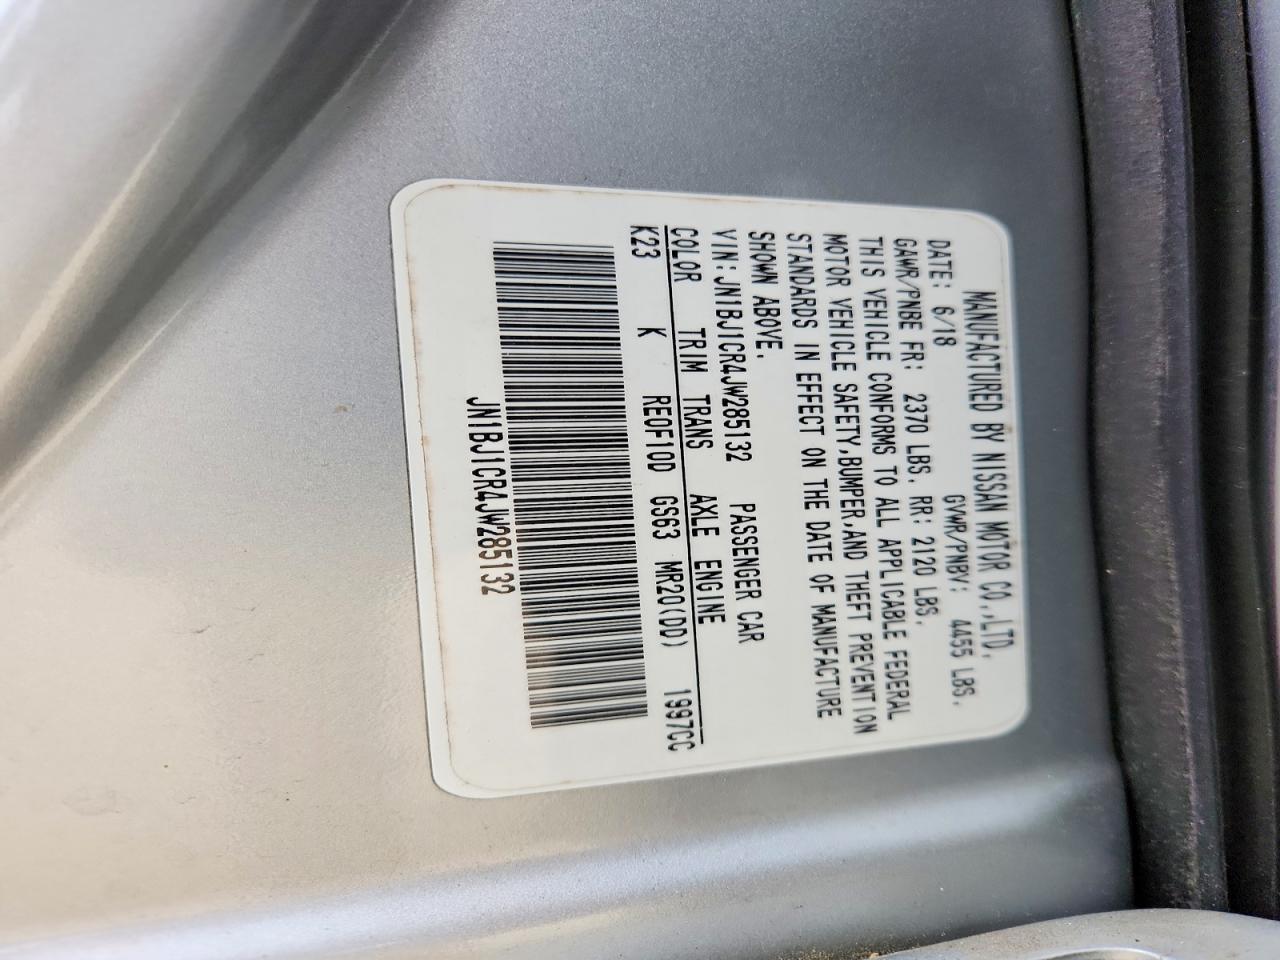 MANUFACTURED BY NISSAN MOTOR CO.,LTD.
DATE: 6/18 GVWR/PNBV: 4455 LBS.
GAWR/PNBE FR: 2370 LBS. RR: 2120 LBS.
THIS VEHICLE CONFORMS TO ALL APPLICABLE FEDERAL
MOTOR VEHICLE SAFETY,BUMPER,AND THEFT PREVENTION
STANDARDS IN EFFECT ON THE DATE OF MANUFACTURE
SHOWN ABOVE.
VIN:JN1BJ1CR4JW285132 PASSENGER CAR
COLOR TRIM TRANS AXLE ENGINE
K23 K RE0F10D GS63 MR20(DD) 1997CC
JN1BJ1CR4JW285132